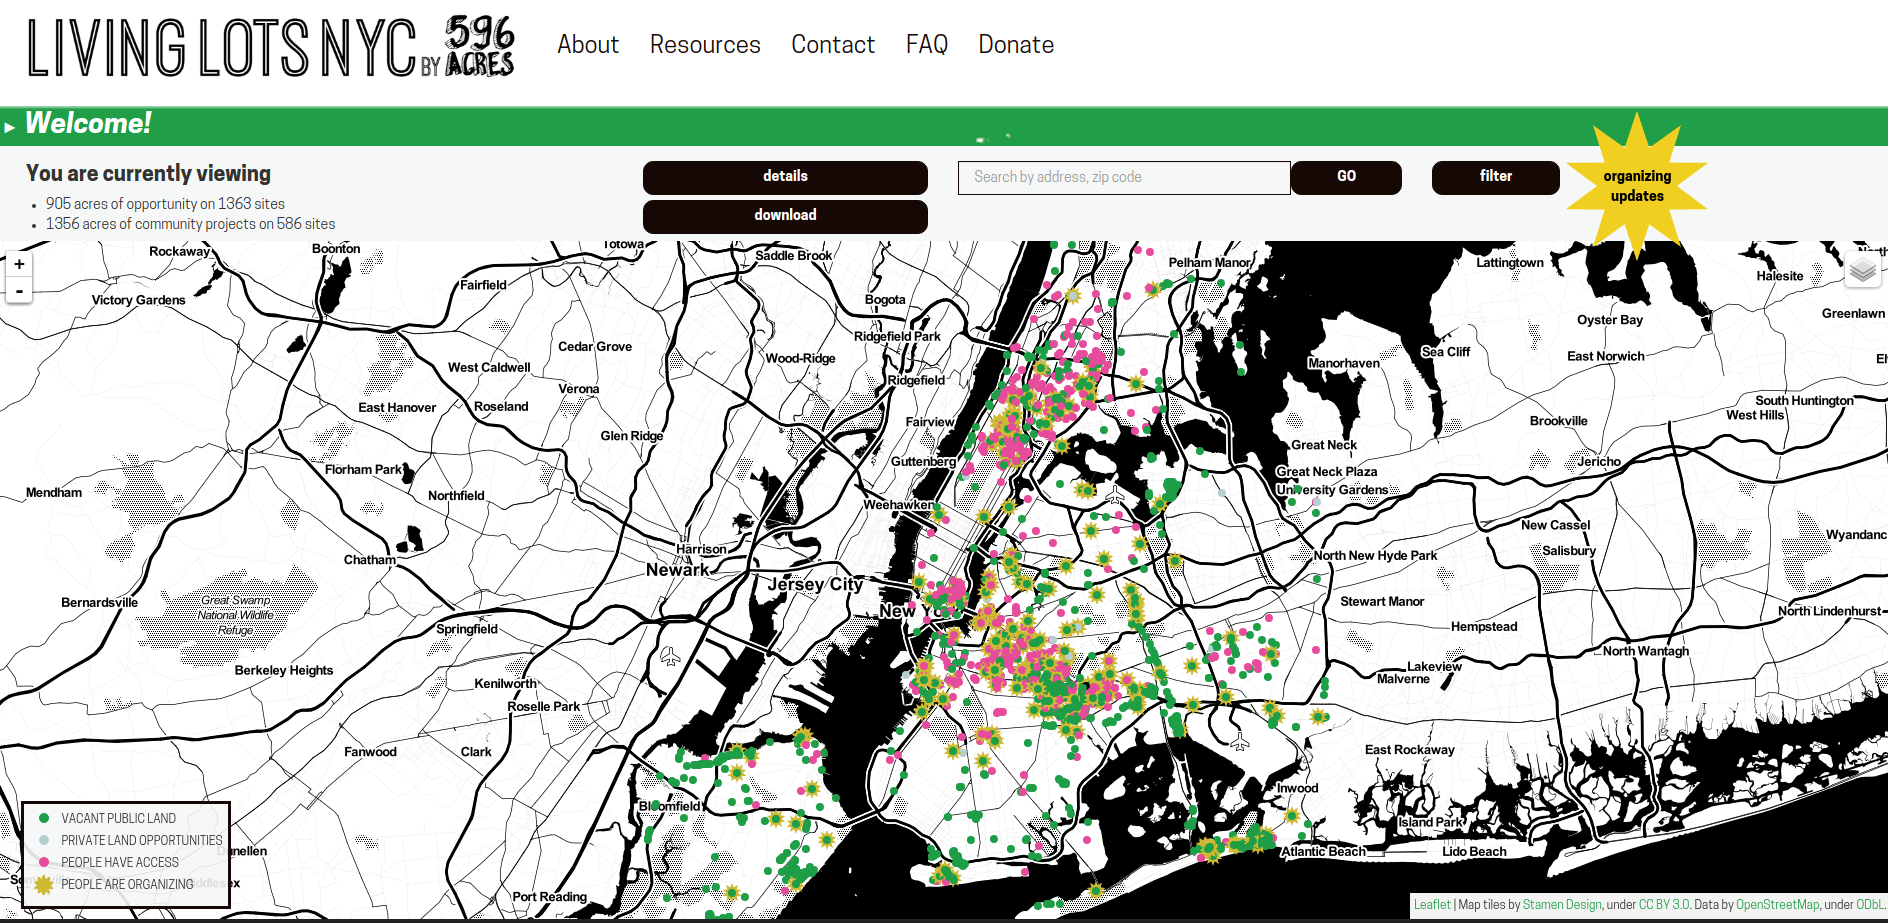 LIVING LOTS NYC BY 596 ACRES
About Resources Contact FAQ Donate
Welcome!
You are currently viewing
905 acres of opportunity on 1363 sites
1356 acres of community projects on 586 sites
details
download
Search by address, zip code
GO
filter
organizing
updates
+
-
Rockaway
Boonton
Totowa
Saddle Brook
Pelham Manor
Lattingtown
Halesite
Victory Gardens
Fairfield
Bogota
Greenlawn
Oyster Bay
Ridgefield Park
Cedar Grove
Wood-Ridge
Sea Cliff
East Norwich
Manorhaven
West Caldwell
Verona
Ridgefield
East Hanover
Roseland
South Huntington
West Hills
Fairview
Brookville
Glen Ridge
Great Neck
Guttenberg
Jericho
Florham Park
Great Neck Plaza
University Gardens
Mendham
Northfield
Weehawken
New Cassel
Wyandanc
Harrison
Salisbury
North New Hyde Park
Chatham
Newark
Jersey City
Great Swamp
National Wildlife
Refuge
Bernardsville
Stewart Manor
New Yo
North Lindenhurst
Springfield
Hempstead
North Wantagh
Berkeley Heights
Lakeview
Malverne
Kenilworth
Roselle Park
Fanwood
Clark
East Rockaway
Inwood
Bloomfield
Island Park
Atlantic Beach
Lido Beach
Port Reading
VACANT PUBLIC LAND
PRIVATE LAND OPPORTUNITIES
PEOPLE HAVE ACCESS
PEOPLE ARE ORGANIZING
Leaflet | Map tiles by Stamen Design, under CC BY 3.0. Data by OpenStreetMap, under ODbL.